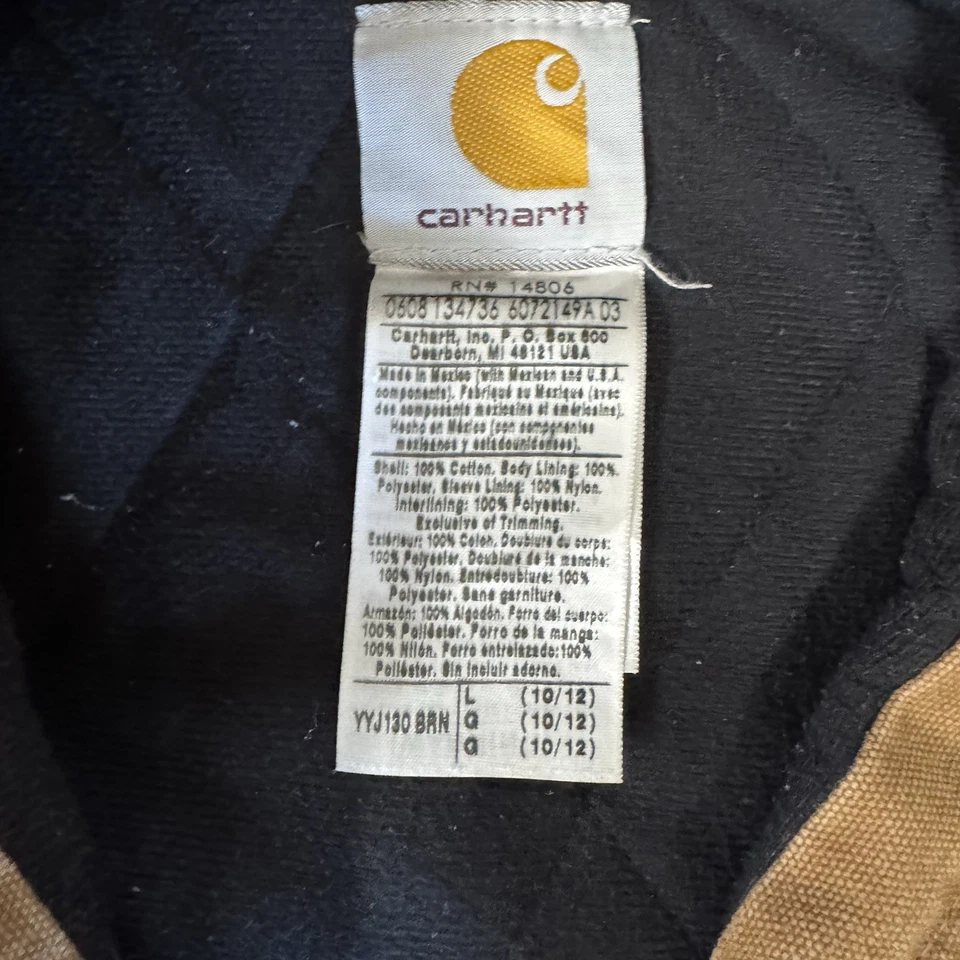 carhartt
RN# 14806
0608 134736 6072149A 03
Carhartt, Inc, P. O. Box 600
Dearborn, MI 48121 USA
Made in Mexico (with Mexican and U.S.A.
components). Fabriqué au Mexique (avec
des composants mexicains et américains).
Hecho en México (con componentes
mexicanos y estadounidenses).
Shell: 100% Cotton. Body Lining: 100%
Polyester. Sleeve Lining: 100% Nylon.
Interlining: 100% Polyester.
Exclusive of Trimming.
Extérieur: 100% Coton. Doublure du corps:
100% Polyester. Doublure de la manche:
100% Nylon. Entredoublure: 100%
Polyester. Sans garniture.
Armazón: 100% Algodón. Forro del cuerpo:
100% Poliéster. Forro de la manga:
100% Nilón. Forro entrelazado:100%
Poliéster. Sin incluir adorno.
YYJ130 BRN
L (10/12)
G (10/12)
G (10/12)